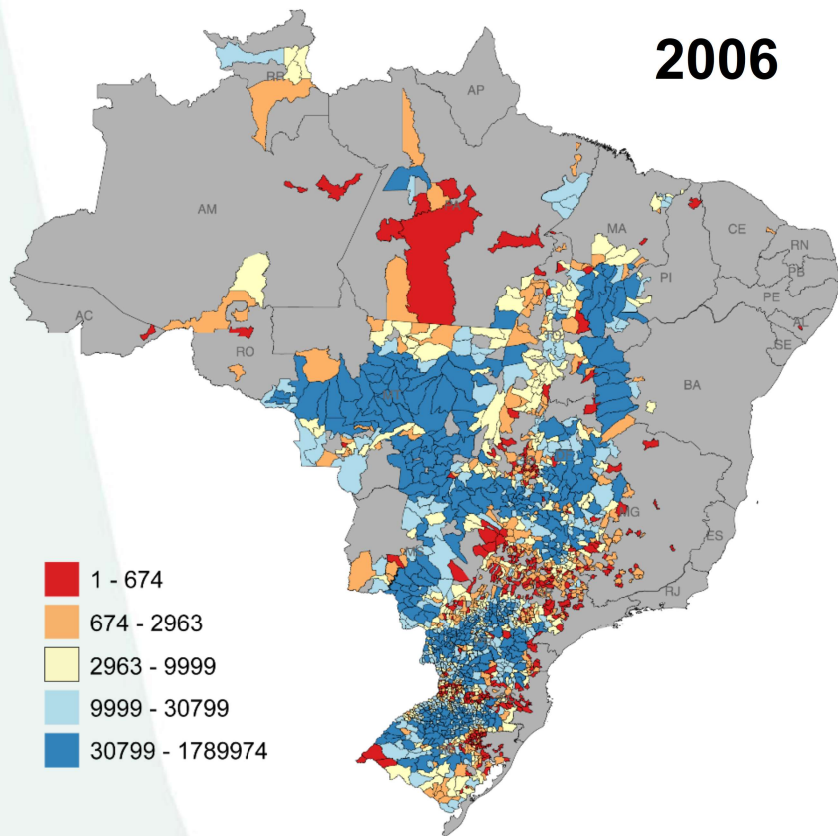 2006
RR
AP
AM
MA
CE
RN
PB
PI
PE
AC
AL
SE
RO
BA
MG
ES
RJ
1 - 674
674 - 2963
2963 - 9999
9999 - 30799
30799 - 1789974